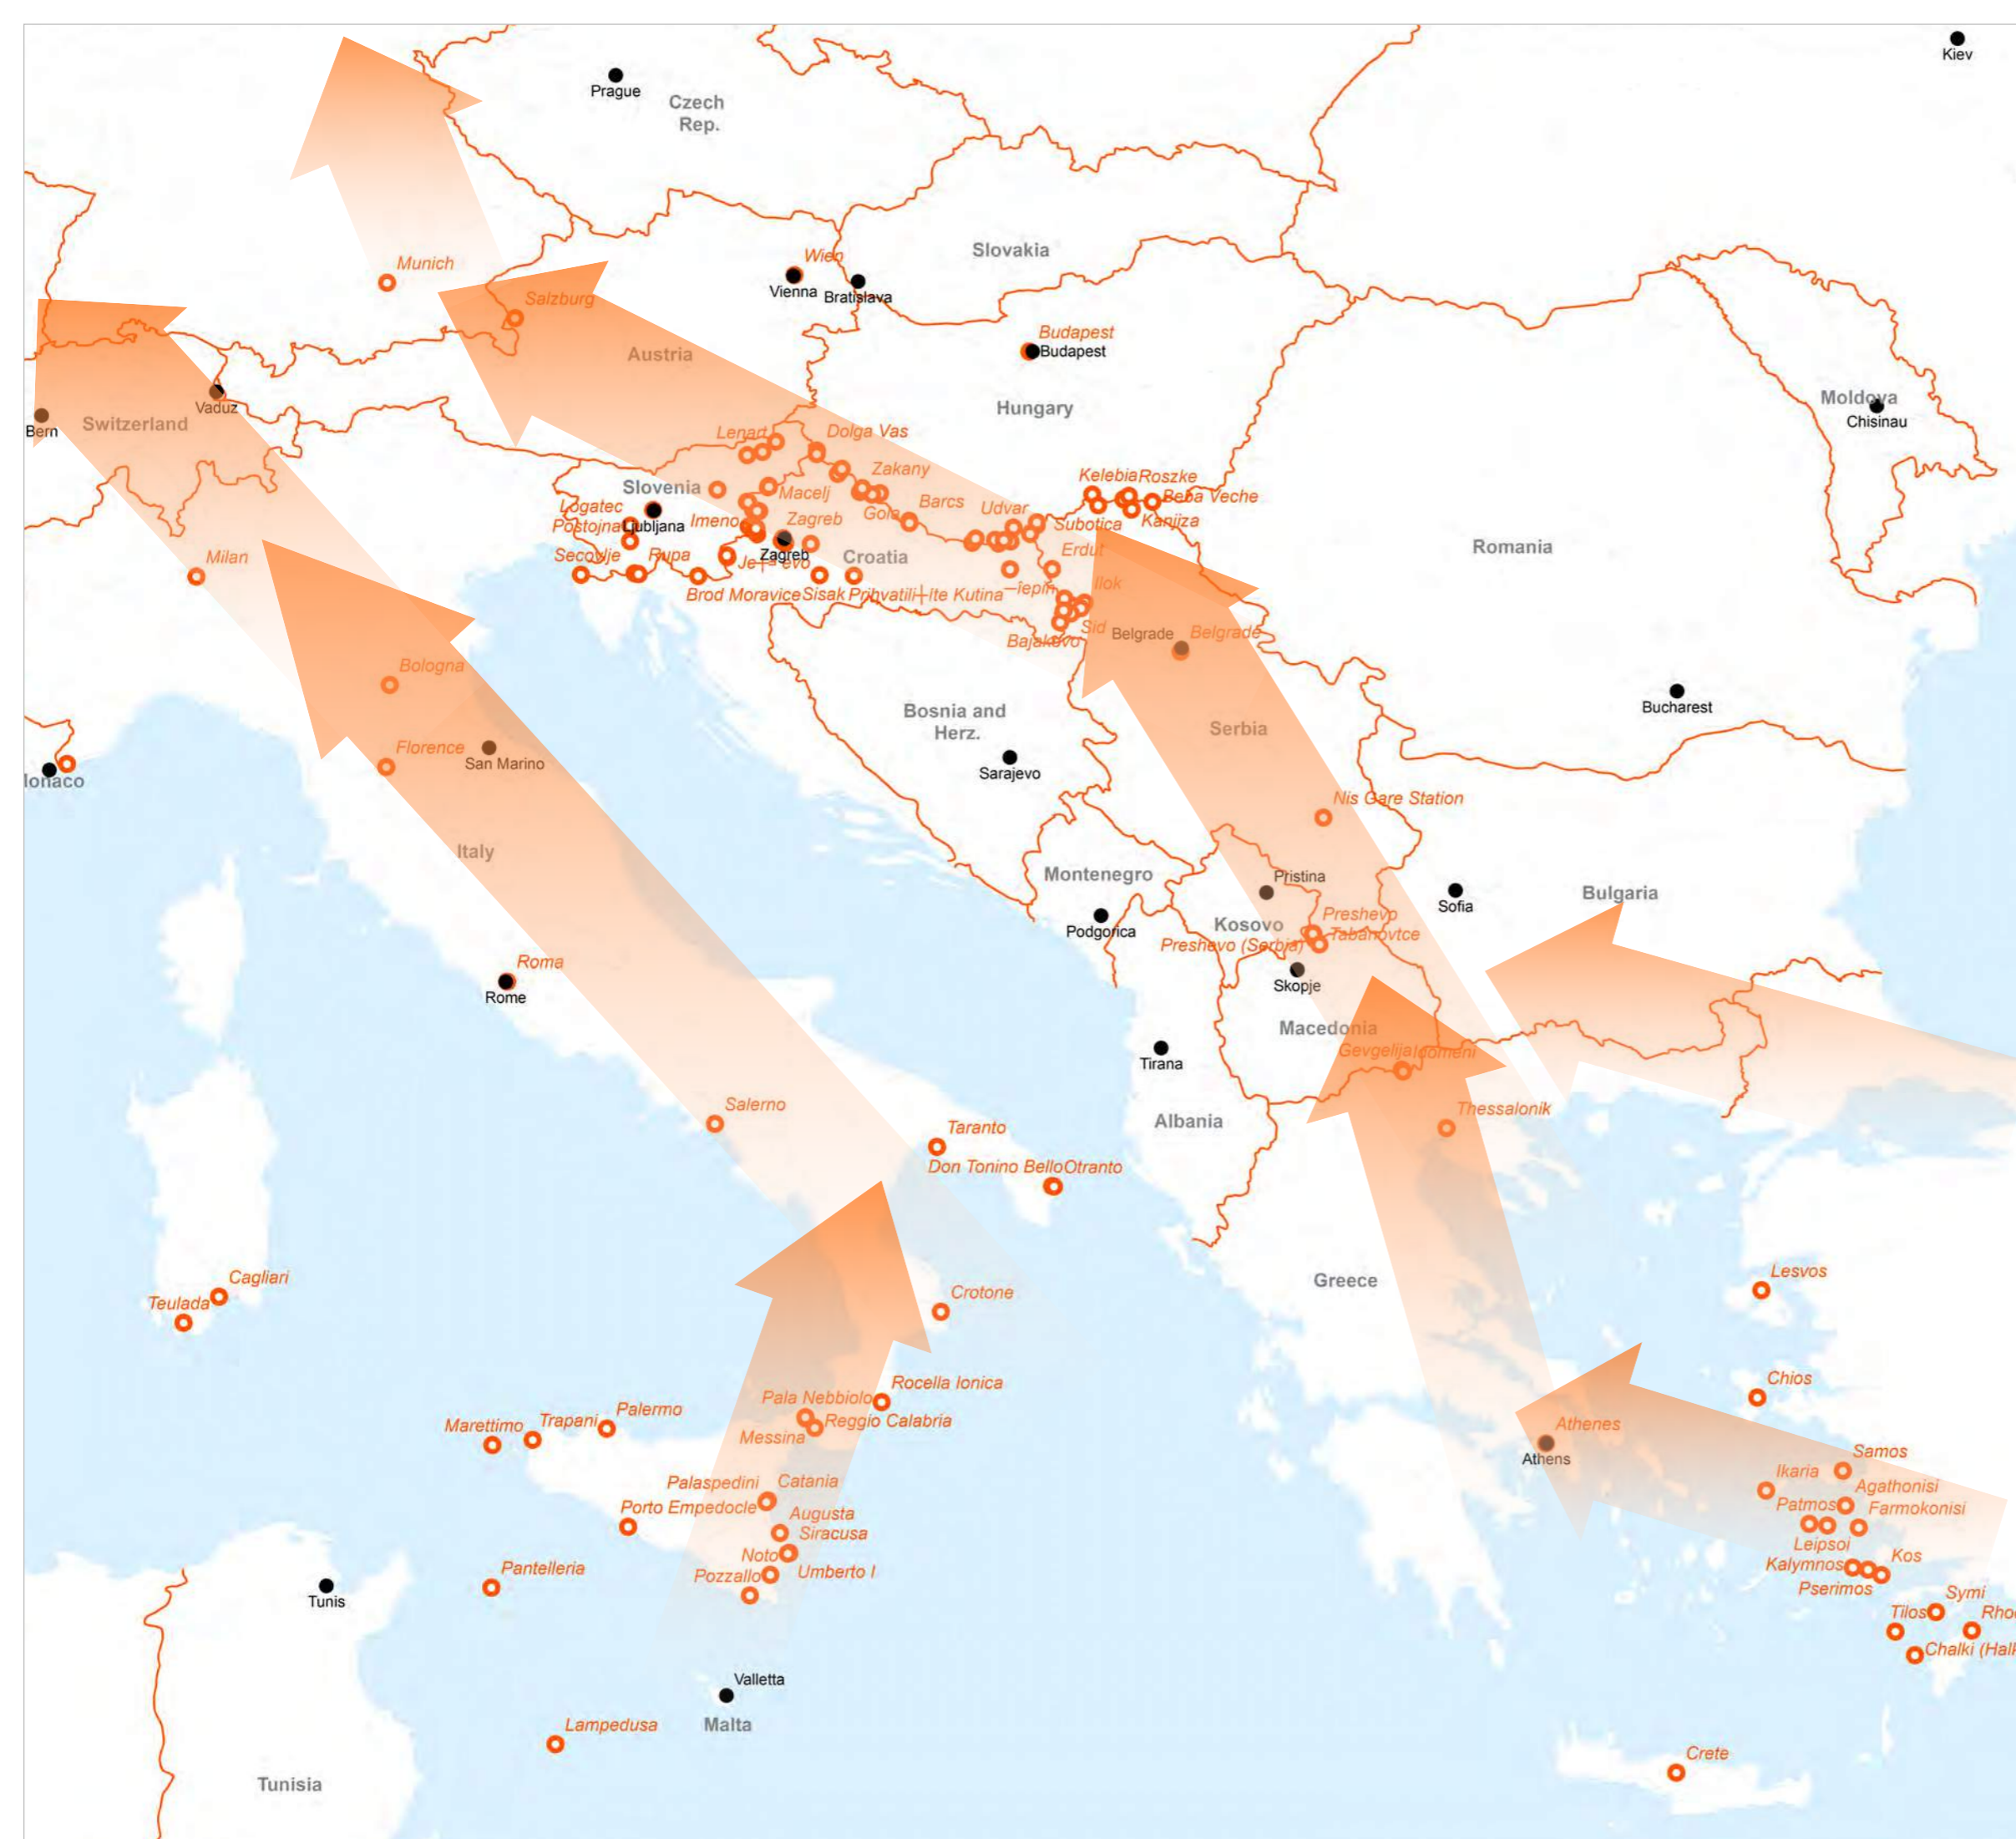 Kiev
Prague
Czech
Rep.
Slovakia
Munich
Wien
Vienna
Bratislava
Salzburg
Budapest
Budapest
Austria
Moldova
Chisinau
Vaduz
Switzerland
Bern
Hungary
Lenart
Dolga Vas
Zakany
Kelebia
Roszke
Beba Veche
Slovenia
Macelj
Barcs
Logatec
Gola
Udvar
Postojna
Ljubljana
Imeno
Zagreb
Subotica
Kanjiza
Milan
Secovlje
Rupa
Zagreb
Croatia
Erdut
Romania
Brod Moravice
Sisak
Kutina
Ilok
Sid
Bajakovo
Belgrade
Belgrade
Bologna
Bosnia and
Herz.
Serbia
Bucharest
Florence
San Marino
Sarajevo
lonaco
Nis Gare Station
Italy
Montenegro
Pristina
Sofia
Bulgaria
Podgorica
Kosovo
Preshevo
Tabanovtce
Preshevo (Serbia)
Roma
Rome
Skopje
Macedonia
Tirana
Gevgelija
Idomeni
Salerno
Albania
Thessalonik
Taranto
Don Tonino Bello
Otranto
Cagliari
Teulada
Crotone
Greece
Lesvos
Chios
Rocella Ionica
Pala Nebbiolo
Reggio Calabria
Messina
Marettimo
Trapani
Palermo
Athenes
Athens
Samos
Ikaria
Agathonisi
Palaspedini
Catania
Porto Empedocle
Augusta
Siracusa
Patmos
Farmokonisi
Leipsoi
Noto
Umberto I
Pozzallo
Kalymnos
Kos
Pserimos
Pantelleria
Tunis
Symi
Tilos
Rho
Chalki (Hal
Valletta
Malta
Lampedusa
Crete
Tunisia